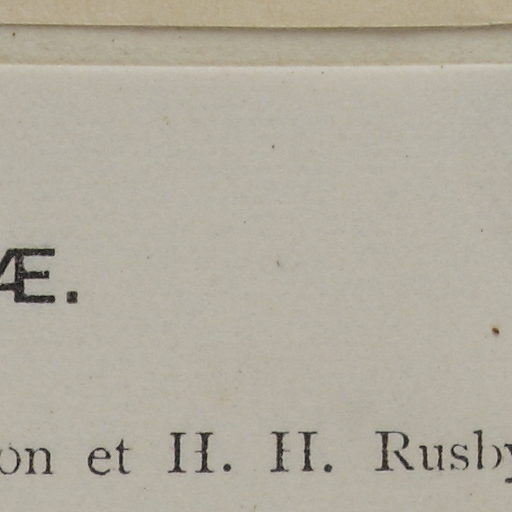 Æ.
on et H. H. Rusby